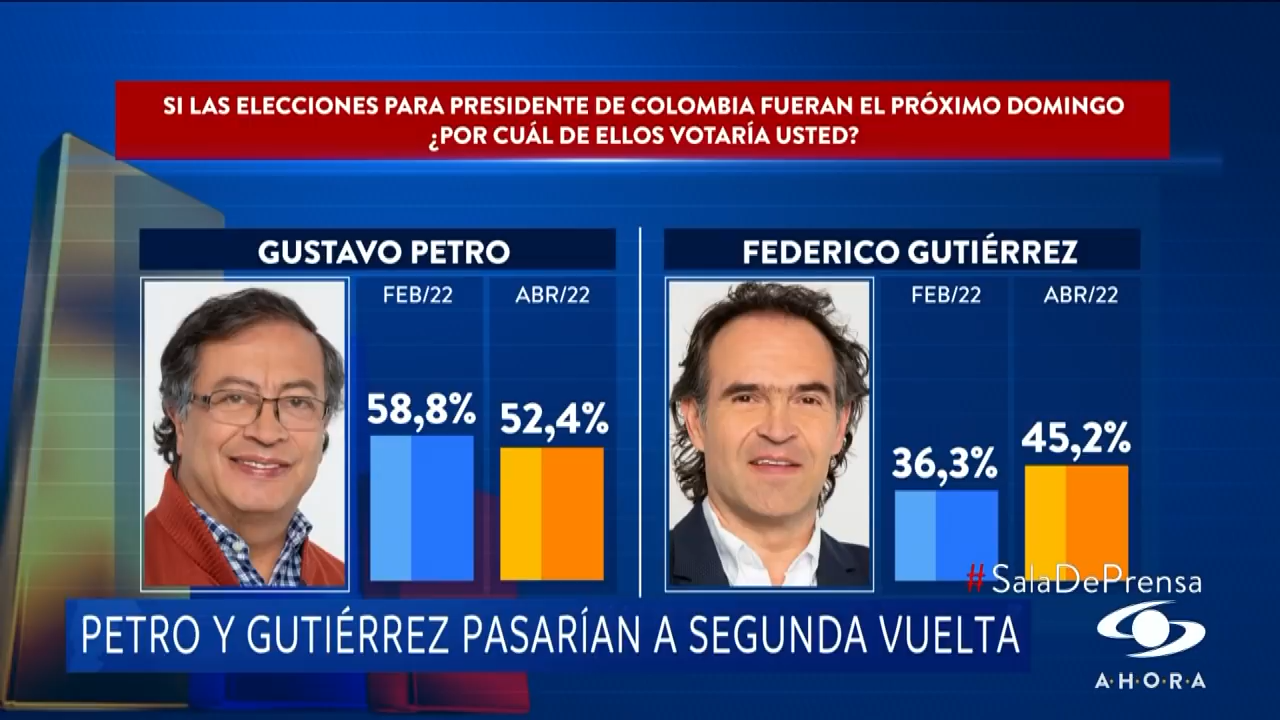 SI LAS ELECCIONES PARA PRESIDENTE DE COLOMBIA FUERAN EL PRÓXIMO DOMINGO
¿POR CUÁL DE ELLOS VOTARÍA USTED?
GUSTAVO PETRO
FEB/22
ABR/22
58,8%
52,4%
FEDERICO GUTIÉRREZ
FEB/22
ABR/22
36,3%
45,2%
#SalaDePrensa
PETRO Y GUTIÉRREZ PASARÍAN A SEGUNDA VUELTA
A·H·O·R·A